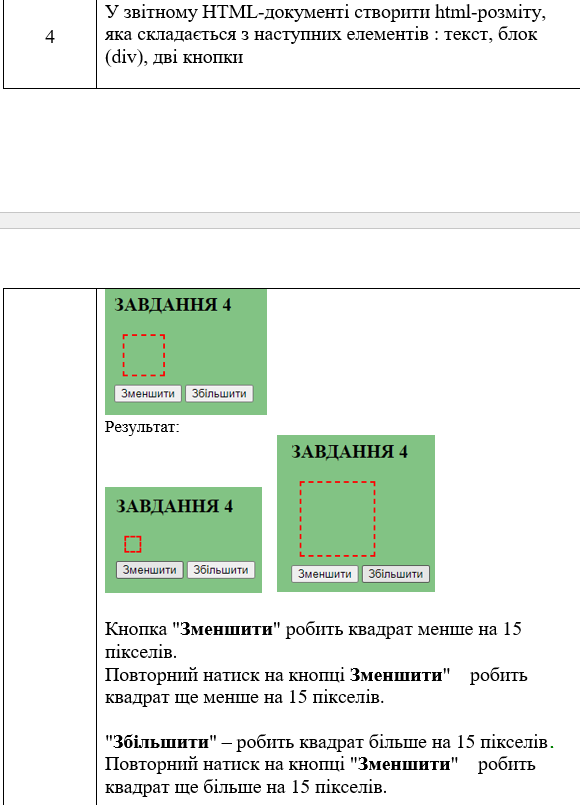 4
У звітному HTML-документі створити html-розміту,
яка складається з наступних елементів : текст, блок
(div), дві кнопки
ЗАВДАННЯ 4
Зменшити Збільшити
Результат:
ЗАВДАННЯ 4
Зменшити Збільшити
ЗАВДАННЯ 4
Зменшити Збільшити
Кнопка "Зменшити" робить квадрат менше на 15
пікселів.
Повторний натиск на кнопці Зменшити" робить
квадрат ще менше на 15 пікселів.
"Збільшити" – робить квадрат більше на 15 пікселів.
Повторний натиск на кнопці "Зменшити" робить
квадрат ще більше на 15 пікселів.